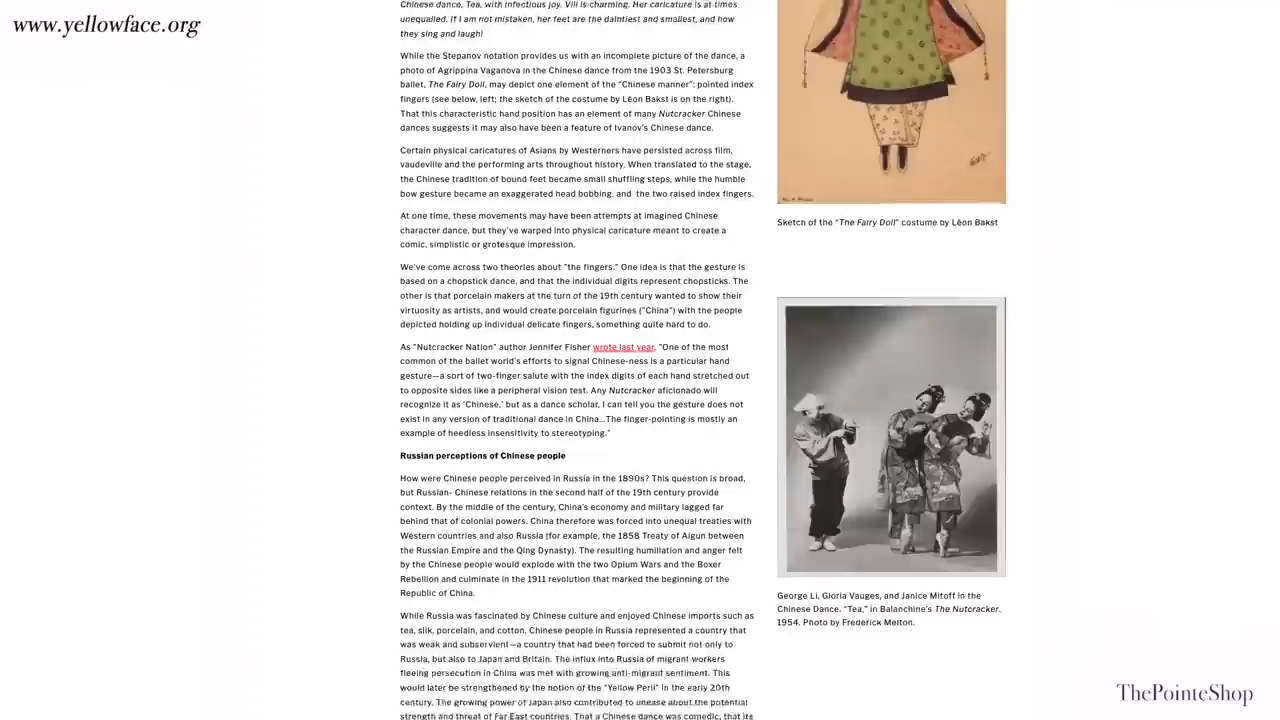 www.yellowface.org
Chinese dance, Tea, with infectious joy. Vill is charming. Her caricature is at times
unequalled. If I am not mistaken, her feet are the daintiest and smallest, and how
they sing and laugh!
While the Stepanov notation provides us with an incomplete picture of the dance, a
photo of Agrippina Vaganova in the Chinese dance from the 1903 St. Petersburg
ballet, The Fairy Doll, may depict one element of the “Chinese manner”: pointed index
fingers (see below, left; the sketch of the costume by Lèon Bakst is on the right).
That this characteristic hand position has an element of many Nutcracker Chinese
dances suggests it may also have been a feature of Ivanov’s Chinese dance.
Certain physical caricatures of Asians by Westerners have persisted across film,
vaudeville and the performing arts throughout history. When translated to the stage,
the Chinese tradition of bound feet became small shuffling steps, while the humble
bow gesture became an exaggerated head bobbing, and the two raised index fingers.
At one time, these movements may have been attempts at imagined Chinese
character dance, but they’ve warped into physical caricature meant to create a
comic, simplistic or grotesque impression.
We’ve come across two theories about “the fingers.” One idea is that the gesture is
based on a chopstick dance, and that the individual digits represent chopsticks. The
other is that porcelain makers at the turn of the 19th century wanted to show their
virtuosity as artists, and would create porcelain figurines (“China”) with the people
depicted holding up individual delicate fingers, something quite hard to do.
As “Nutcracker Nation” author Jennifer Fisher wrote last year, “One of the most
common of the ballet world’s efforts to signal Chinese-ness is a particular hand
gesture—a sort of two-finger salute with the index digits of each hand stretched out
to opposite sides like a peripheral vision test. Any Nutcracker aficionado will
recognize it as ‘Chinese,’ but as a dance scholar, I can tell you the gesture does not
exist in any version of traditional dance in China...The finger-pointing is mostly an
example of heedless insensitivity to stereotyping.”
Russian perceptions of Chinese people
How were Chinese people perceived in Russia in the 1890s? This question is broad,
but Russian- Chinese relations in the second half of the 19th century provide
context. By the middle of the century, China’s economy and military lagged far
behind that of colonial powers. China therefore was forced into unequal treaties with
Western countries and also Russia (for example, the 1858 Treaty of Aigun between
the Russian Empire and the Qing Dynasty). The resulting humiliation and anger felt
by the Chinese people would explode with the two Opium Wars and the Boxer
Rebellion and culminate in the 1911 revolution that marked the beginning of the
Republic of China.
While Russia was fascinated by Chinese culture and enjoyed Chinese imports such as
tea, silk, porcelain, and cotton, Chinese people in Russia represented a country that
was weak and subservient—a country that had been forced to submit not only to
Russia, but also to Japan and Britain. The influx into Russia of migrant workers
fleeing persecution in China was met with growing anti-migrant sentiment. This
would later be strengthened by the notion of the “Yellow Peril” in the early 20th
century. The growing power of Japan also contributed to unease about the potential
strength and threat of Far East countries. That a Chinese dance was comedic, that its
Sketch of the “The Fairy Doll” costume by Lèon Bakst
George Li, Gloria Vauges, and Janice Mitoff in the
Chinese Dance, “Tea,” in Balanchine’s The Nutcracker,
1954. Photo by Frederick Melton.
ThePointeShop